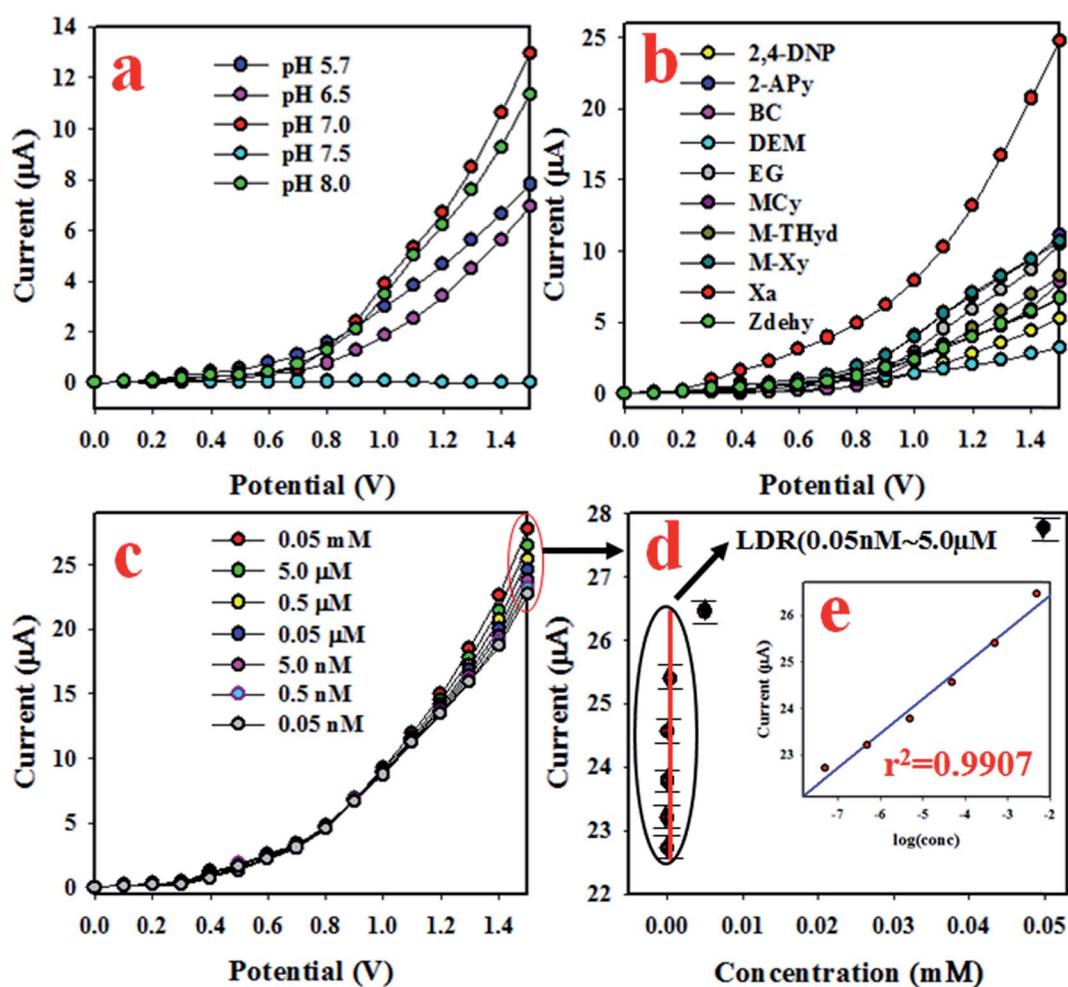 a
14
12
10
8
6
4
2
0
Current (µA)
pH 5.7
pH 6.5
pH 7.0
pH 7.5
pH 8.0
0.0 0.2 0.4 0.6 0.8 1.0 1.2 1.4
Potential (V)
b
25
20
15
10
5
0
Current (µA)
2,4-DNP
2-APy
BC
DEM
EG
MCy
M-THyd
M-Xy
Xa
Zdehy
0.0 0.2 0.4 0.6 0.8 1.0 1.2 1.4
Potential (V)
c
25
20
15
10
5
0
Current (µA)
0.05 mM
5.0 µM
0.5 µM
0.05 µM
5.0 nM
0.5 nM
0.05 nM
0.0 0.2 0.4 0.6 0.8 1.0 1.2 1.4
Potential (V)
d
28
27
26
25
24
23
22
Current (µA)
LDR(0.05nM~5.0µM
e
26
25
24
23
Current (µA)
r²=0.9907
-7 -6 -5 -4 -3 -2
log(conc)
0.00 0.02 0.02 0.03 0.04 0.05
Concentration (mM)